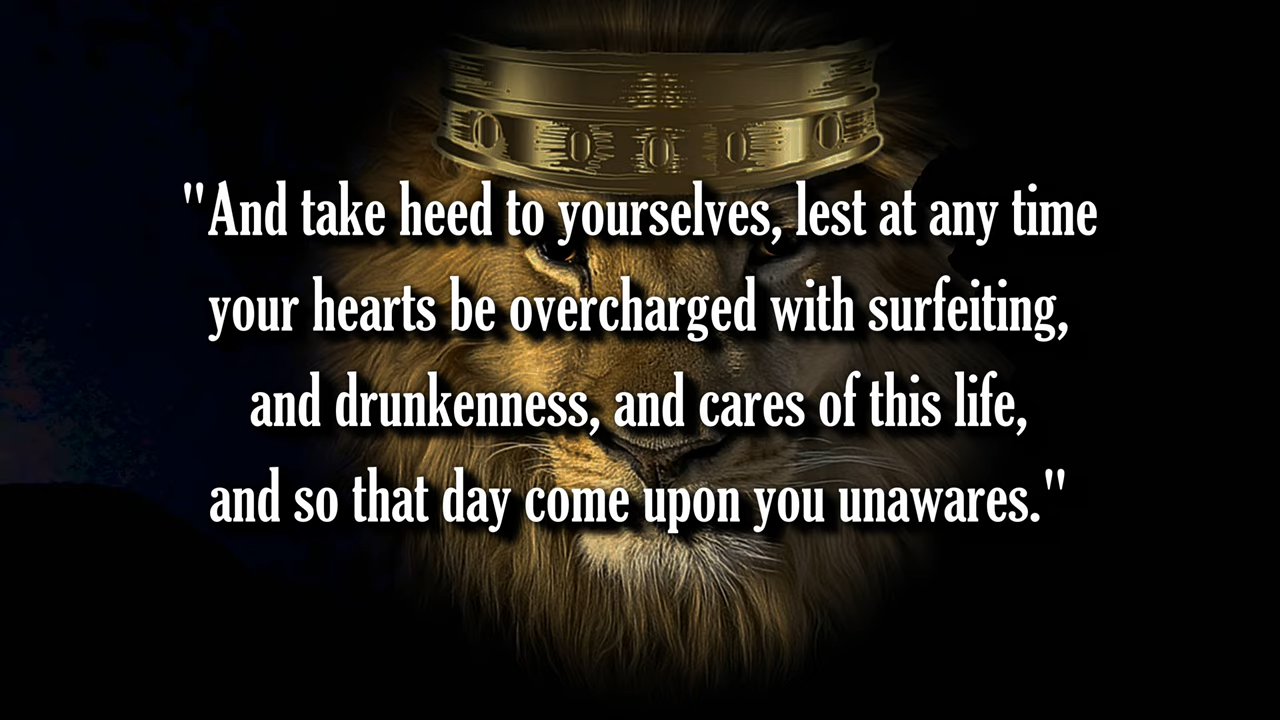 "And take heed to yourselves, lest at any time
your hearts be overcharged with surfeiting,
and drunkenness, and cares of this life,
and so that day come upon you unawares."